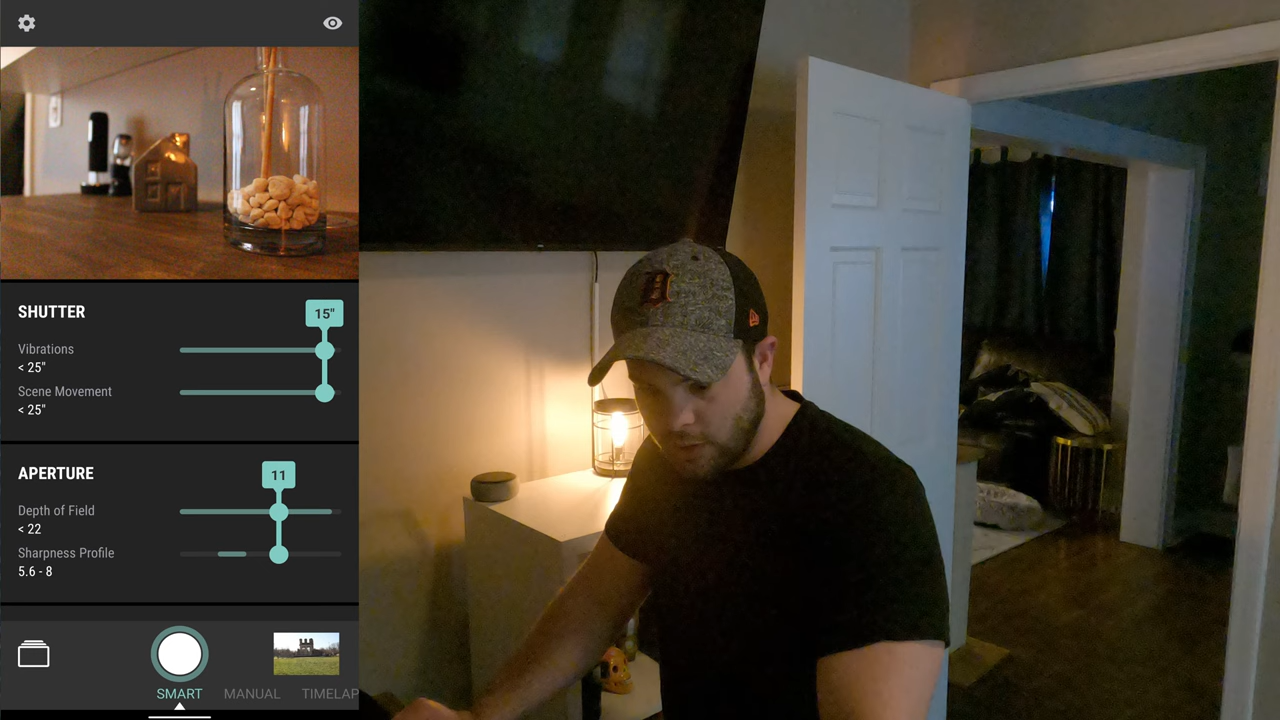 SHUTTER
15"
Vibrations
< 25"
Scene Movement
< 25"
APERTURE
11
Depth of Field
< 22
Sharpness Profile
5.6 - 8
SMART MANUAL TIMELAP